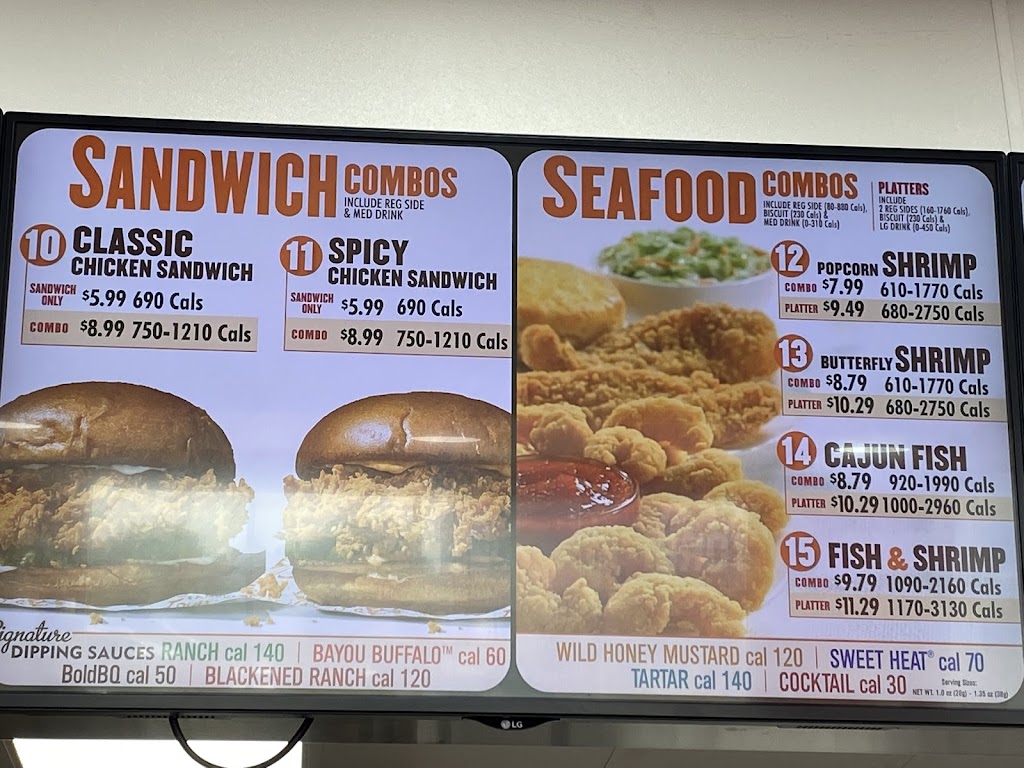 SANDWICH COMBOS
INCLUDE REG SIDE
& MED DRINK
10 CLASSIC
CHICKEN SANDWICH
SANDWICH ONLY $5.99 690 Cals
COMBO $8.99 750-1210 Cals
11 SPICY
CHICKEN SANDWICH
SANDWICH ONLY $5.99 690 Cals
COMBO $8.99 750-1210 Cals
Signature
DIPPING SAUCES RANCH cal 140 | BAYOU BUFFALO™ cal 60
BoldBQ cal 50 | BLACKENED RANCH cal 120
SEAFOOD COMBOS
INCLUDE REG SIDE (80-880 Cals),
BISCUIT (230 Cals) &
MED DRINK (0-310 Cals)
PLATTERS
INCLUDE
2 REG SIDES (160-1760 Cals),
BISCUIT (230 Cals) &
LG DRINK (0-450 Cals)
12 POPCORN SHRIMP
COMBO $7.99 610-1770 Cals
PLATTER $9.49 680-2750 Cals
13 BUTTERFLY SHRIMP
COMBO $8.79 610-1770 Cals
PLATTER $10.29 680-2750 Cals
14 CAJUN FISH
COMBO $8.79 920-1990 Cals
PLATTER $10.29 1000-2960 Cals
15 FISH & SHRIMP
COMBO $9.79 1090-2160 Cals
PLATTER $11.29 1170-3130 Cals
WILD HONEY MUSTARD cal 120 | SWEET HEAT® cal 70
TARTAR cal 140 | COCKTAIL cal 30
Serving Sizes:
NET WT. 1.0 oz (28g) - 1.35 oz (38g)
LG